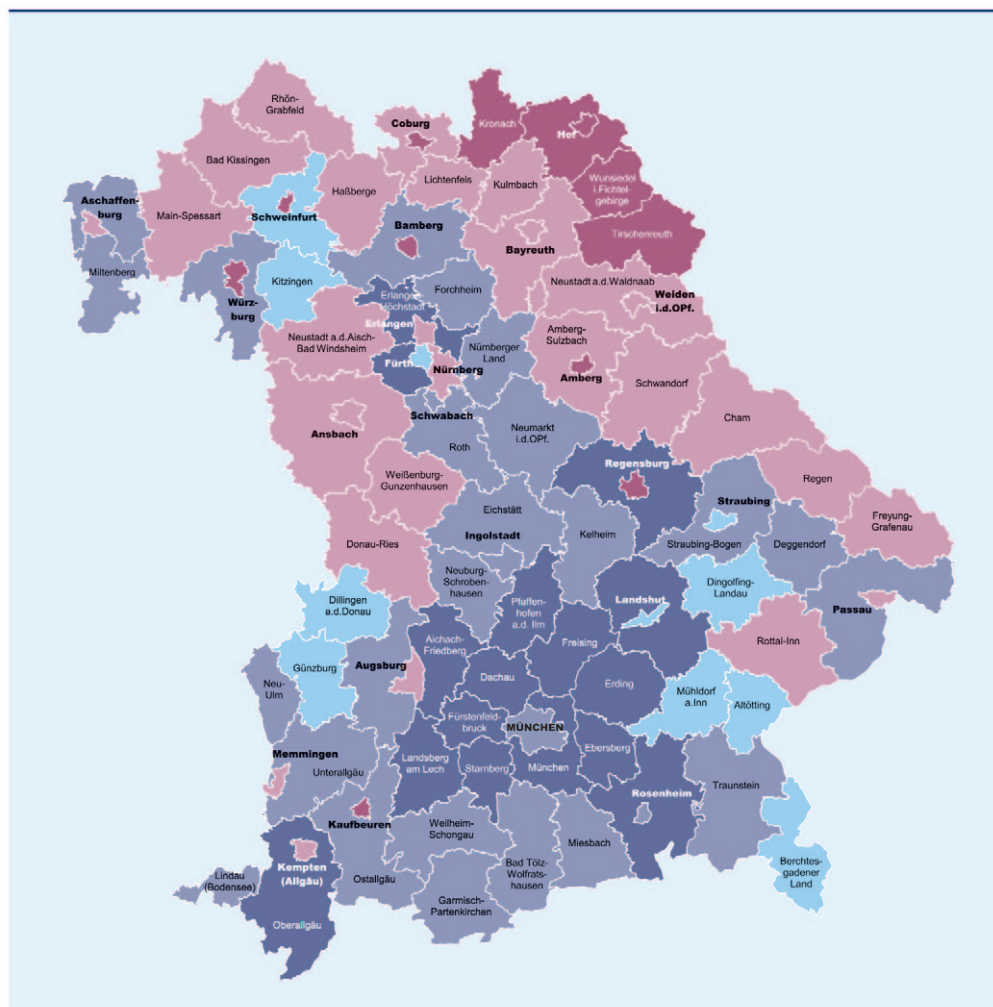 Rhön-
Grabfeld
Coburg
Kronach
Hof
Bad Kissingen
Lichtenfels
Kulmbach
Wunsiedel
i.Fichtel-
gebirge
Haßberge
Aschaffen-
burg
Main-Spessart
Schweinfurt
Bamberg
Tirschenreuth
Bayreuth
Miltenberg
Kitzingen
Forchheim
Neustadt a.d.Waldnaab
Erlangen-
Höchstadt
Weiden
i.d.OPf.
Würz-
burg
Erlangen
Neustadt a.d.Aisch-
Bad Windsheim
Amberg-
Sulzbach
Nürnberger
Land
Fürth
Nürnberg
Amberg
Schwandorf
Schwabach
Cham
Ansbach
Roth
Neumarkt
i.d.OPf.
Regensburg
Weißenburg-
Gunzenhausen
Regen
Straubing
Eichstätt
Freyung-
Grafenau
Ingolstadt
Kelheim
Donau-Ries
Straubing-Bogen
Deggendorf
Neuburg-
Schroben-
hausen
Dingolfing-
Landau
Dillingen
a.d.Donau
Pfaffen-
hofen
a.d. Ilm
Landshut
Passau
Aichach-
Friedberg
Freising
Rottal-Inn
Augsburg
Günzburg
Dachau
Neu-
Ulm
Erding
Mühldorf
a.Inn
Altötting
Fürstenfeld-
bruck
MÜNCHEN
Ebersberg
Memmingen
Landsberg
am Lech
Starnberg
München
Unterallgäu
Traunstein
Rosenheim
Kaufbeuren
Weilheim-
Schongau
Miesbach
Kempten
(Allgäu)
Bad Tölz-
Wolfrats-
hausen
Berchtes-
gadener
Land
Lindau
(Bodensee)
Ostallgäu
Garmisch-
Partenkirchen
Oberallgäu